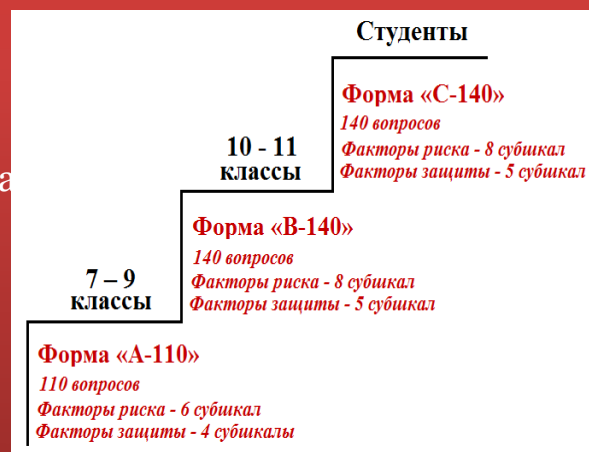 Студенты
Форма «С-140»
140 вопросов
Факторы риска - 8 субшкал
Факторы защиты - 5 субшкал
10 - 11
классы
Форма «В-140»
140 вопросов
Факторы риска - 8 субшкал
Факторы защиты - 5 субшкал
7 – 9
классы
Форма «А-110»
110 вопросов
Факторы риска - 6 субшкал
Факторы защиты - 4 субшкалы